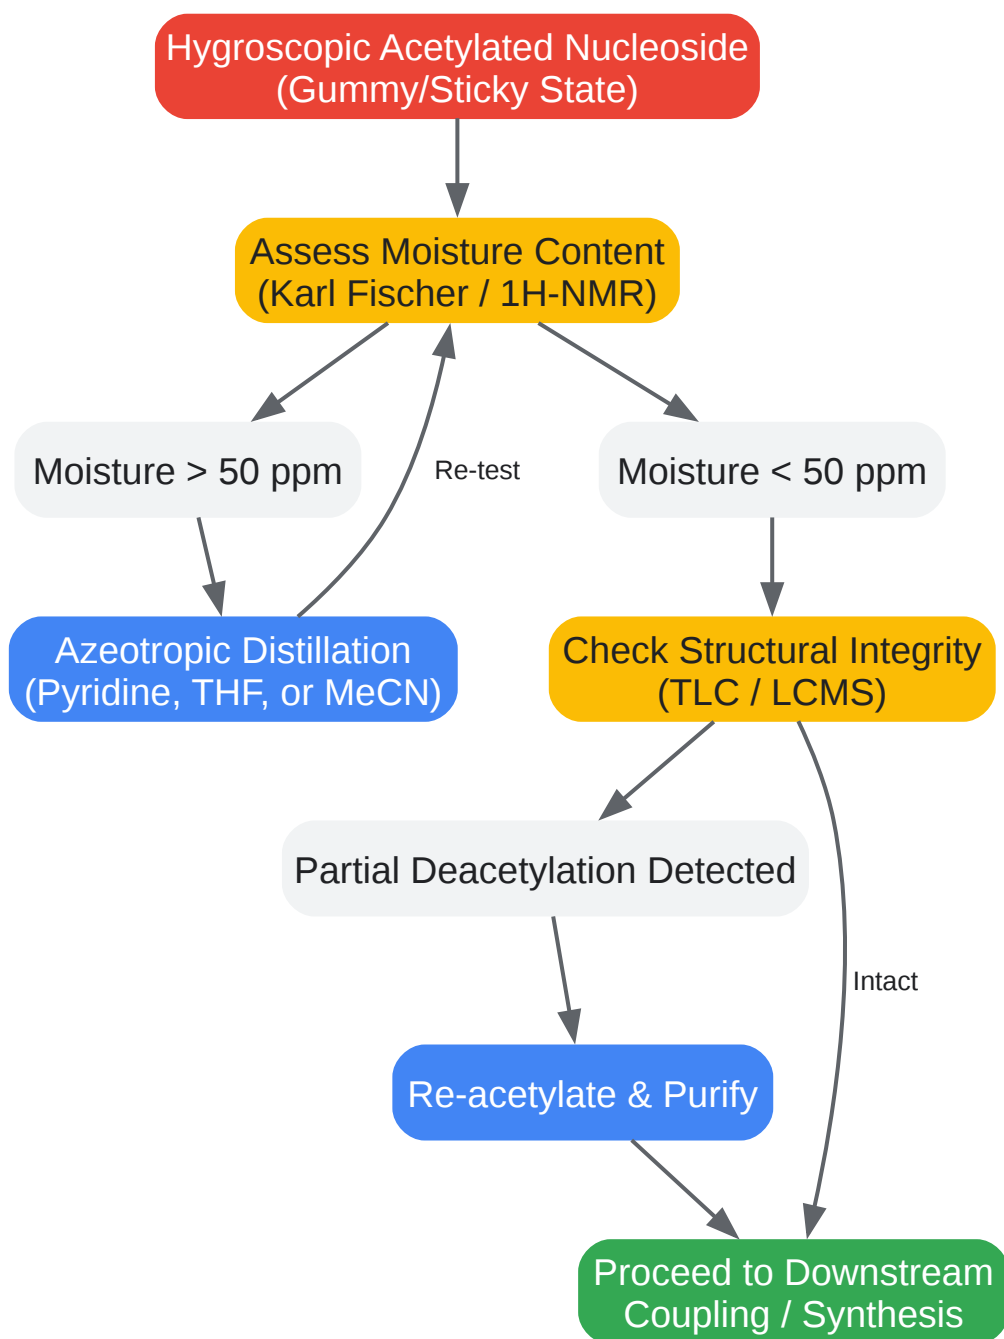 Hygroscopic Acetylated Nucleoside
(Gummy/Sticky State)
Assess Moisture Content
(Karl Fischer / 1H-NMR)
Moisture > 50 ppm
Re-test
Moisture < 50 ppm
Azeotropic Distillation
(Pyridine, THF, or MeCN)
Check Structural Integrity
(TLC / LCMS)
Partial Deacetylation Detected
Intact
Re-acetylate & Purify
Proceed to Downstream
Coupling / Synthesis